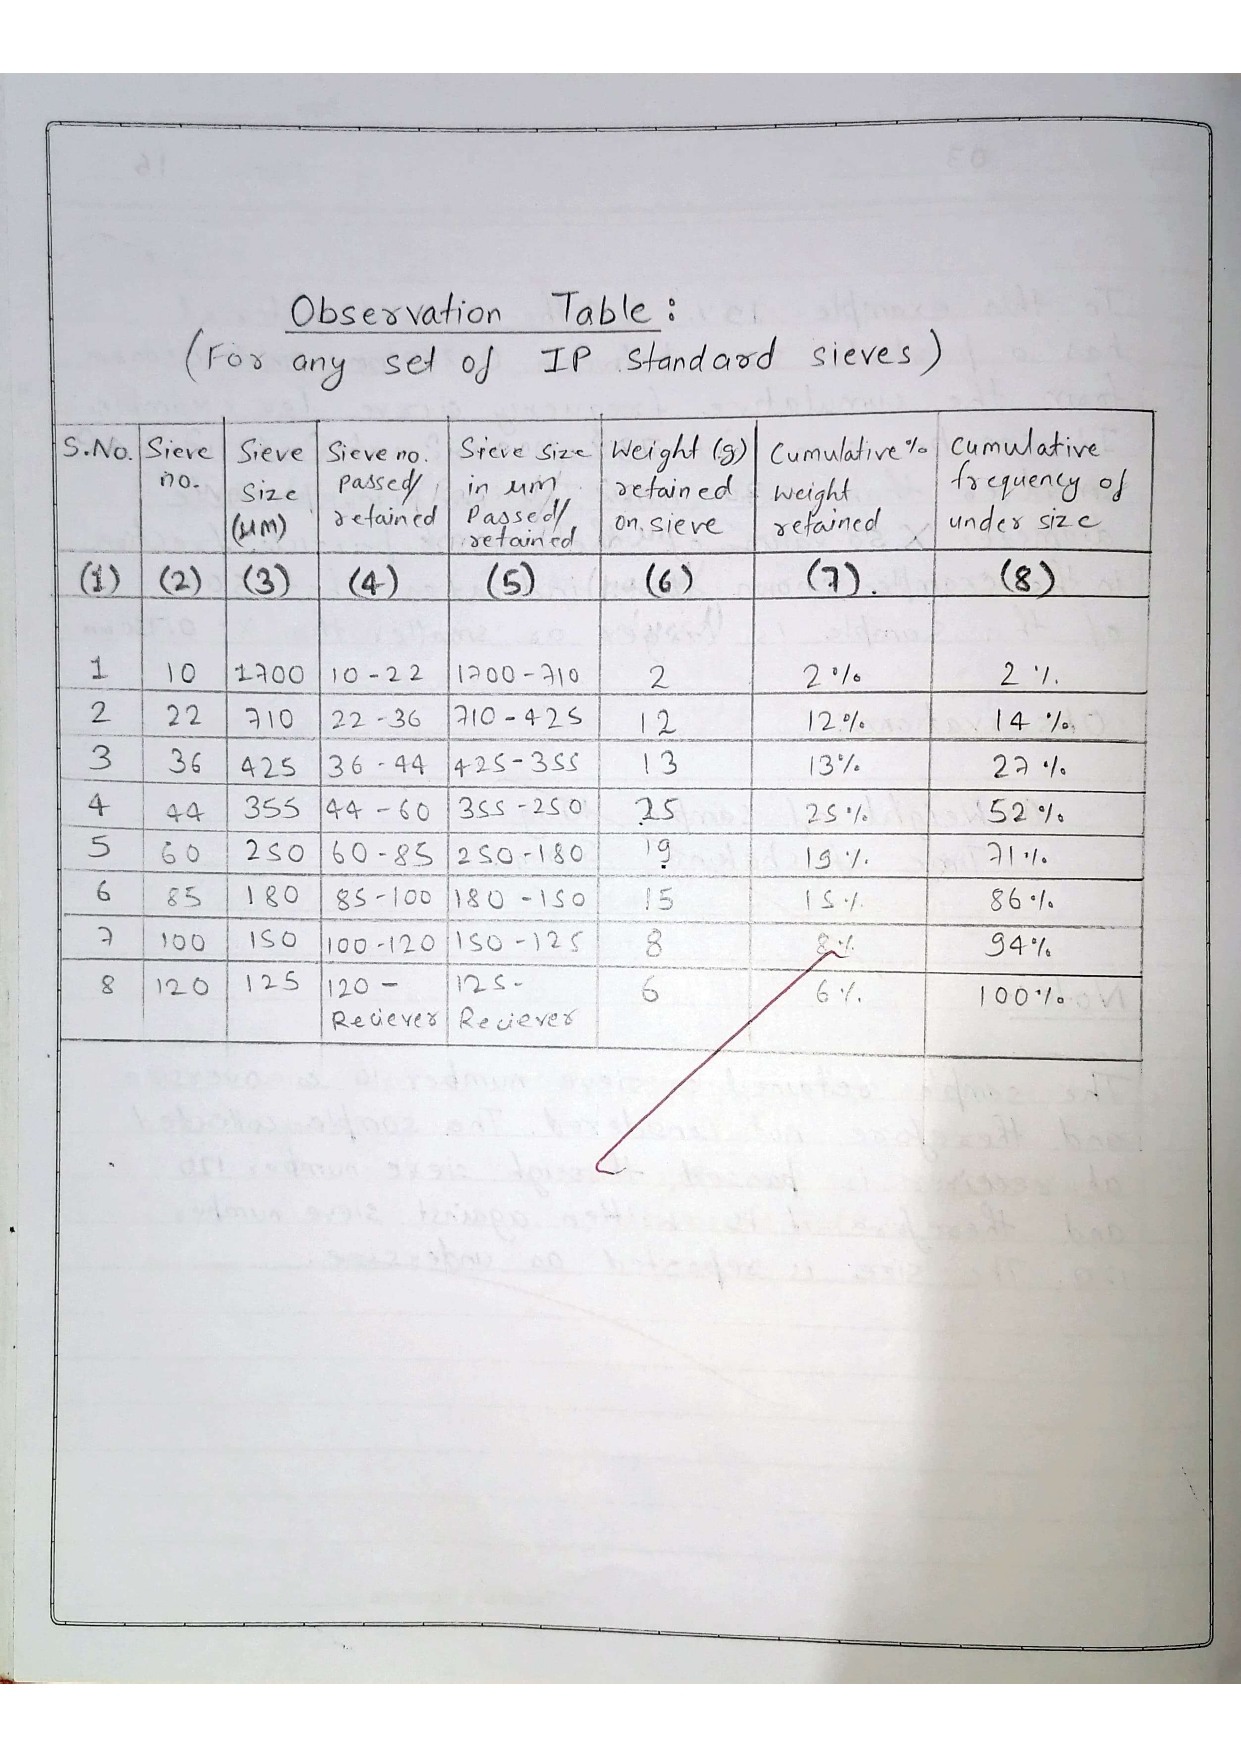 Observation Table:
(For any set of IP standard sieves)
S.No. | Sieve no. | Sieve Size (μm) | Sieve no. passed/ retained | Sieve Size in μm Passed/ retained | Weight (g) retained on sieve | Cumulative % weight retained | Cumulative frequency of under size
(1) | (2) | (3) | (4) | (5) | (6) | (7). | (8)
1 | 10 | 1700 | 10-22 | 1700-710 | 2 | 2% | 2%
2 | 22 | 710 | 22-36 | 710-425 | 12 | 12% | 14%
3 | 36 | 425 | 36-44 | 425-355 | 13 | 13% | 27%
4 | 44 | 355 | 44-60 | 355-250 | 25 | 25% | 52%
5 | 60 | 250 | 60-85 | 250-180 | 19 | 19% | 71%
6 | 85 | 180 | 85-100 | 180-150 | 15 | 15% | 86%
7 | 100 | 150 | 100-120 | 150-125 | 8 | 8% | 94%
8 | 120 | 125 | 120- Reciever | 125- Reciever | 6 | 6% | 100%